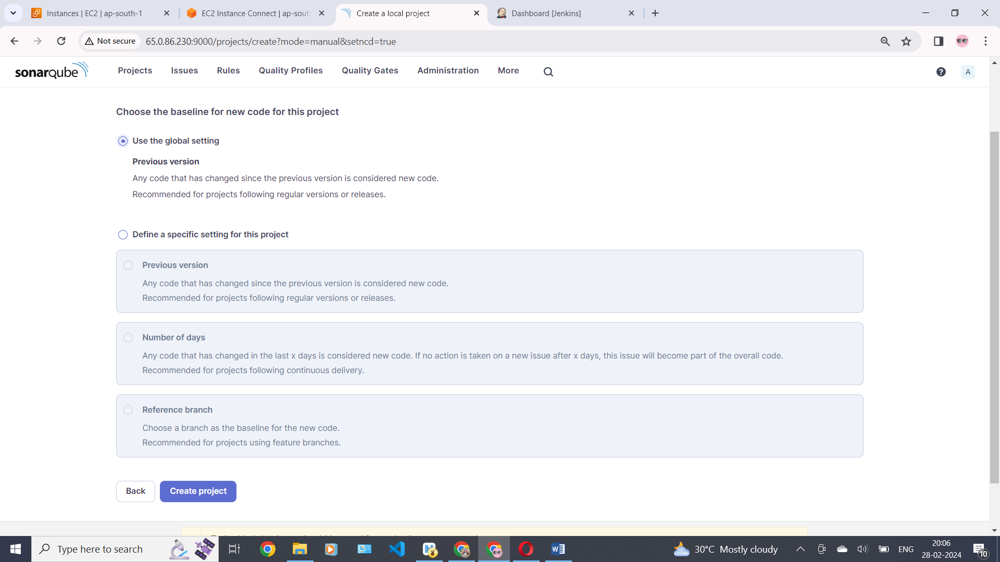 Instances | EC2 | ap-south-1
EC2 Instance Connect | ap-sout
Create a local project
Dashboard [Jenkins]
Not secure
65.0.86.230:9000/projects/create?mode=manual&setncd=true
sonarqube
Projects
Issues
Rules
Quality Profiles
Quality Gates
Administration
More
A
Choose the baseline for new code for this project
Use the global setting
Previous version
Any code that has changed since the previous version is considered new code.
Recommended for projects following regular versions or releases.
Define a specific setting for this project
Previous version
Any code that has changed since the previous version is considered new code.
Recommended for projects following regular versions or releases.
Number of days
Any code that has changed in the last x days is considered new code. If no action is taken on a new issue after x days, this issue will become part of the overall code.
Recommended for projects following continuous delivery.
Reference branch
Choose a branch as the baseline for the new code.
Recommended for projects using feature branches.
Back
Create project
Type here to search
30°C Mostly cloudy
ENG
20:06
28-02-2024
10